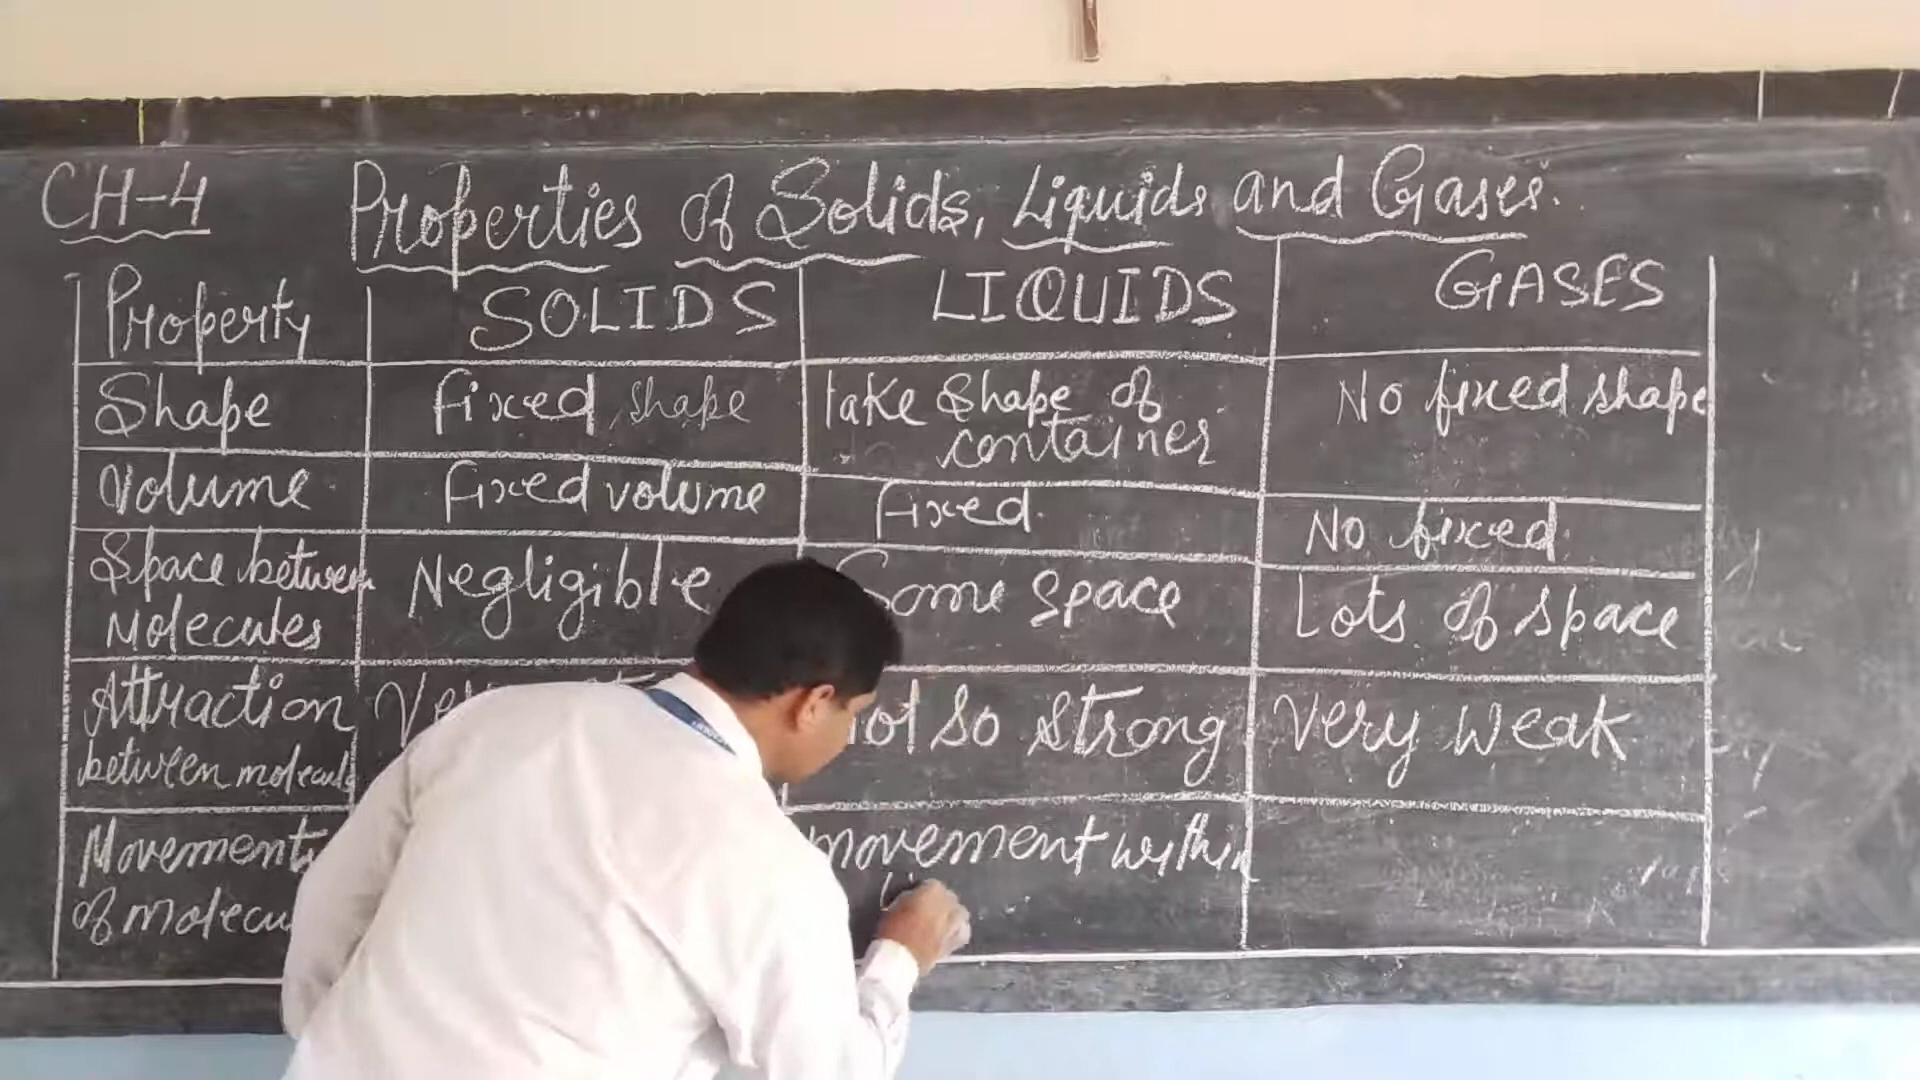 CH-4 Properties of Solids, Liquids and Gases.
Property SOLIDS LIQUIDS GASES
Shape fixed shape take shape of container No fixed shape
Volume fixed volume fixed. No fixed
Space between Molecules Negligible Some space Lots of space
Attraction between molecule not so strong Very weak
Movement of molecu movement within